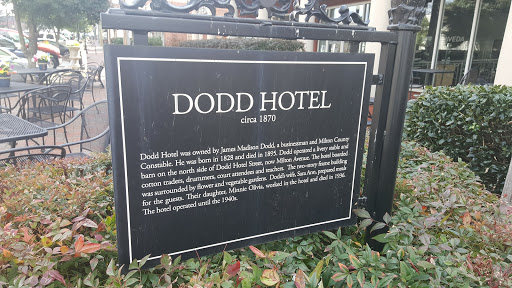 DODD HOTEL
circa 1870
Dodd Hotel was owned by James Madison Dodd, a businessman and Milton County
Constable. He was born in 1828 and died in 1895. Dodd operated a livery stable and
barn on the north side of Dodd Hotel Street, now Milton Avenue. The hotel boarded
cotton traders, drummers, court attendees and teachers. The two-story frame building
was surrounded by flower and vegetable gardens. Dodd's wife, Sara Ann, prepared meals
for the guests. Their daughter, Minnie Olivia, worked in the hotel and died in 1936.
The hotel operated until the 1940s.
VEDA